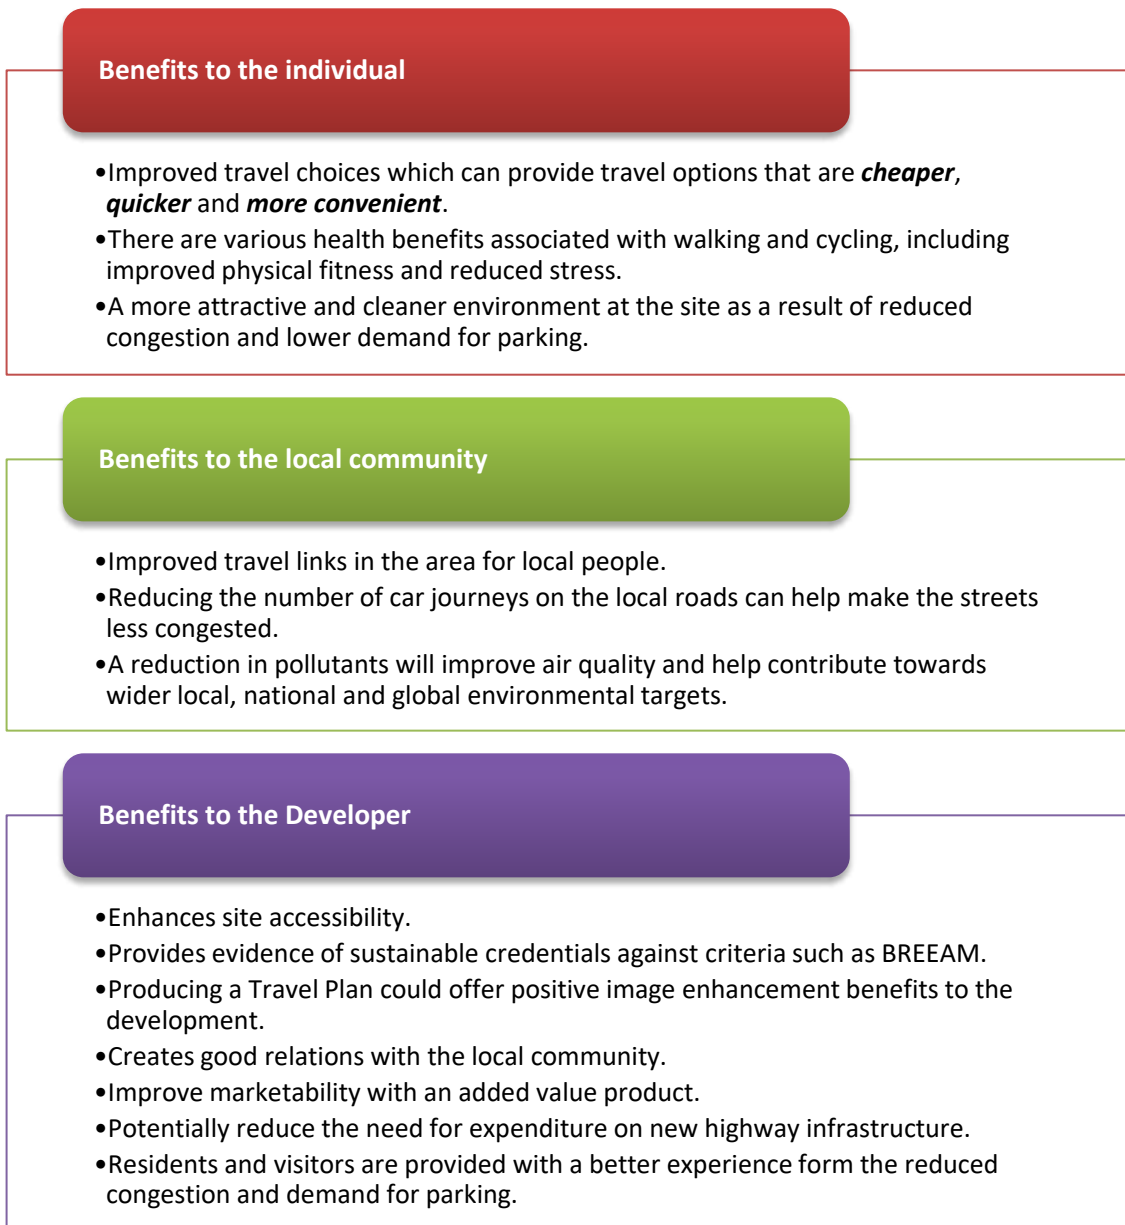 Benefits to the individual
•Improved travel choices which can provide travel options that are cheaper,
quicker and more convenient.
•There are various health benefits associated with walking and cycling, including
improved physical fitness and reduced stress.
•A more attractive and cleaner environment at the site as a result of reduced
congestion and lower demand for parking.
Benefits to the local community
•Improved travel links in the area for local people.
•Reducing the number of car journeys on the local roads can help make the streets
less congested.
•A reduction in pollutants will improve air quality and help contribute towards
wider local, national and global environmental targets.
Benefits to the Developer
•Enhances site accessibility.
•Provides evidence of sustainable credentials against criteria such as BREEAM.
•Producing a Travel Plan could offer positive image enhancement benefits to the
development.
•Creates good relations with the local community.
•Improve marketability with an added value product.
•Potentially reduce the need for expenditure on new highway infrastructure.
•Residents and visitors are provided with a better experience form the reduced
congestion and demand for parking.